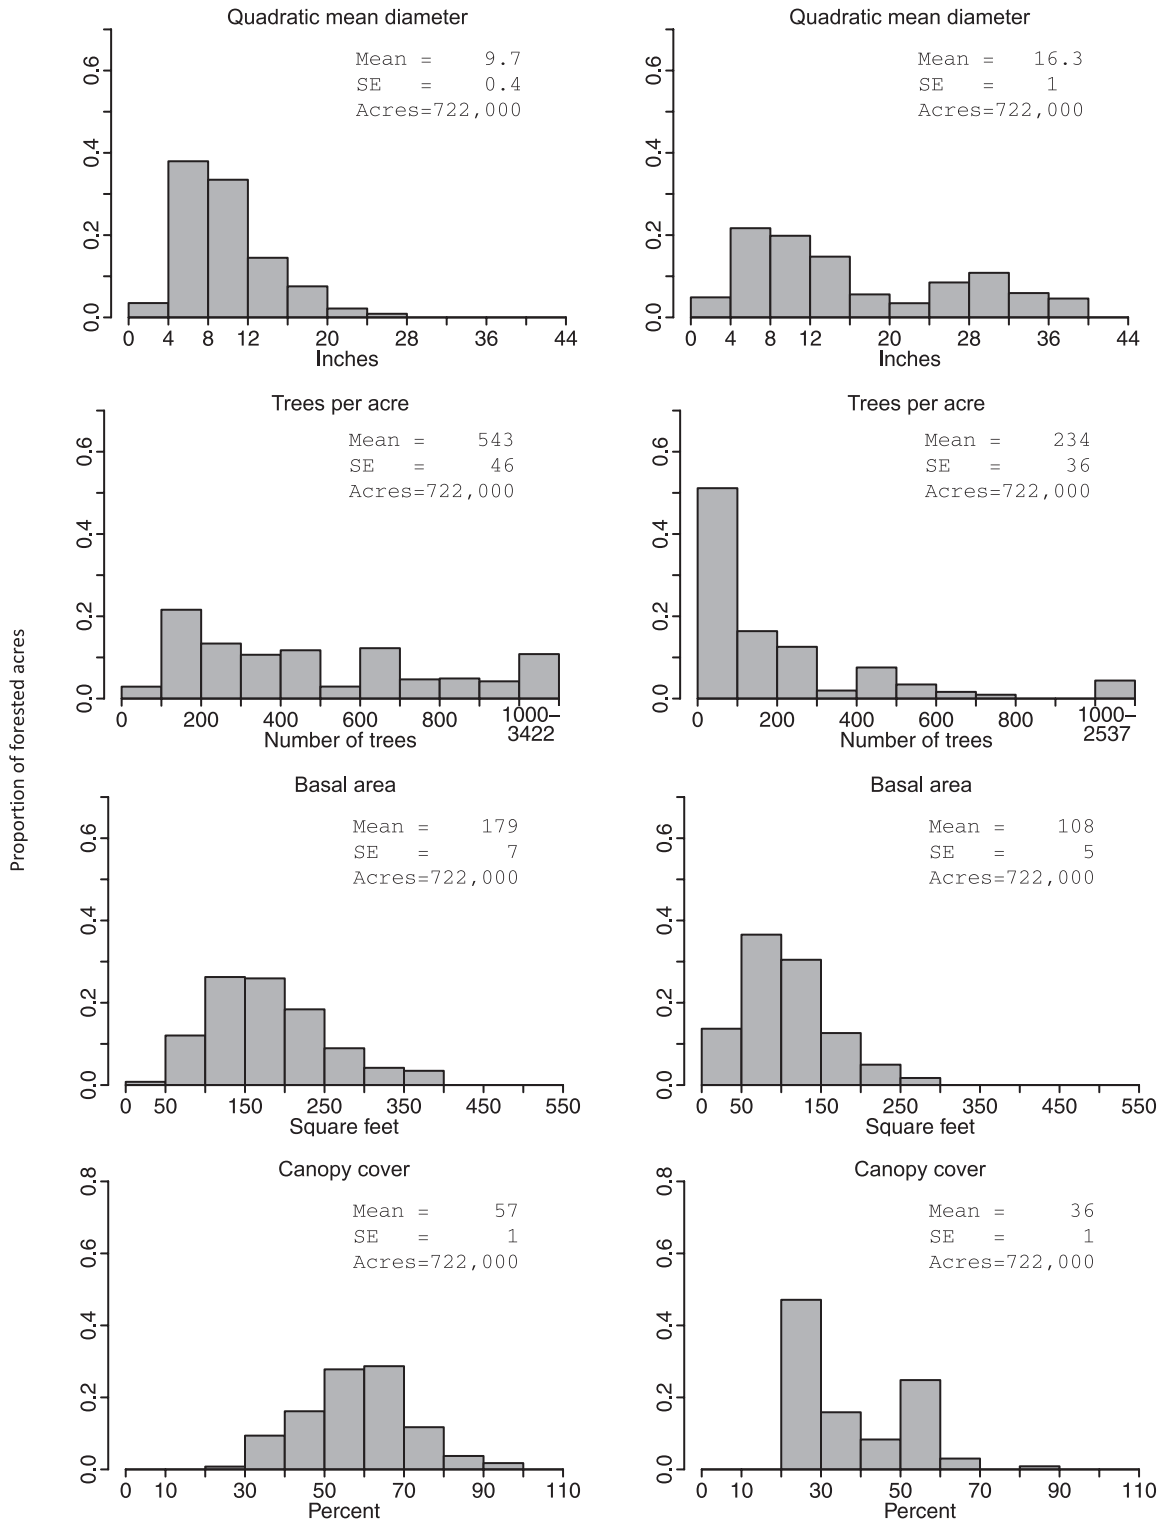 Proportion of forested acres
Quadratic mean diameter
Mean = 9.7
SE = 0.4
Acres=722,000
0.0 0.2 0.4 0.6
0 4 8 12 20 28 36 44
Inches
Quadratic mean diameter
Mean = 16.3
SE = 1
Acres=722,000
0.0 0.2 0.4 0.6
0 4 8 12 20 28 36 44
Inches
Trees per acre
Mean = 543
SE = 46
Acres=722,000
0.0 0.2 0.4 0.6
0 200 400 600 800 1000–
3422
Number of trees
Trees per acre
Mean = 234
SE = 36
Acres=722,000
0.0 0.2 0.4 0.6
0 200 400 600 800 1000–
2537
Number of trees
Basal area
Mean = 179
SE = 7
Acres=722,000
0.0 0.2 0.4 0.6
0 50 150 250 350 450 550
Square feet
Basal area
Mean = 108
SE = 5
Acres=722,000
0.0 0.2 0.4 0.6
0 50 150 250 350 450 550
Square feet
Canopy cover
Mean = 57
SE = 1
Acres=722,000
0.0 0.2 0.4 0.6 0.8
0 10 30 50 70 90 110
Percent
Canopy cover
Mean = 36
SE = 1
Acres=722,000
0.0 0.2 0.4 0.6 0.8
0 10 30 50 70 90 110
Percent